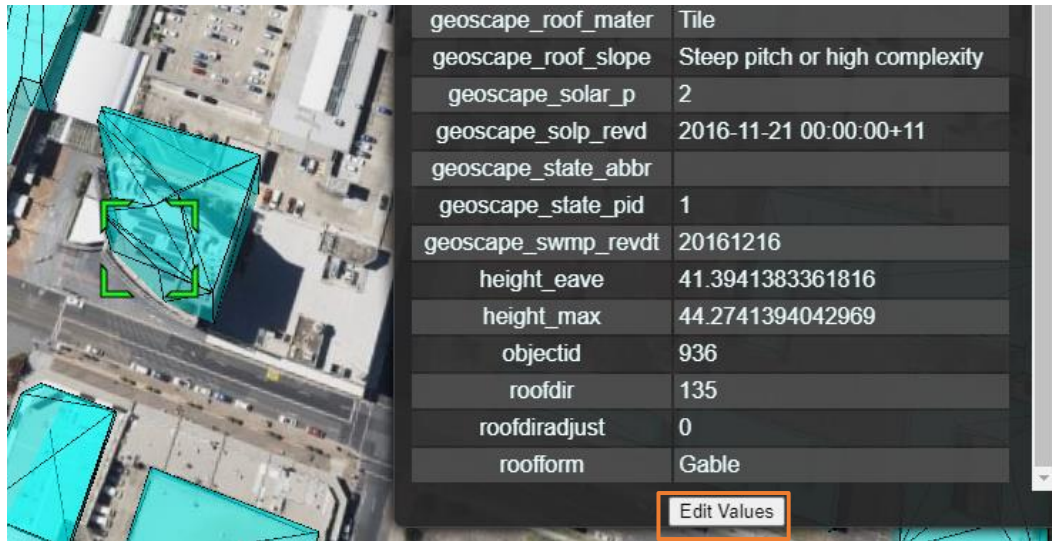 geoscape_roof_mater Tile
geoscape_roof_slope Steep pitch or high complexity
geoscape_solar_p 2
geoscape_solp_revd 2016-11-21 00:00:00+11
geoscape_state_abbr
geoscape_state_pid 1
geoscape_swmp_revdt 20161216
height_eave 41.3941383361816
height_max 44.2741394042969
objectid 936
roofdir 135
roofdiradjust 0
roofform Gable
Edit Values